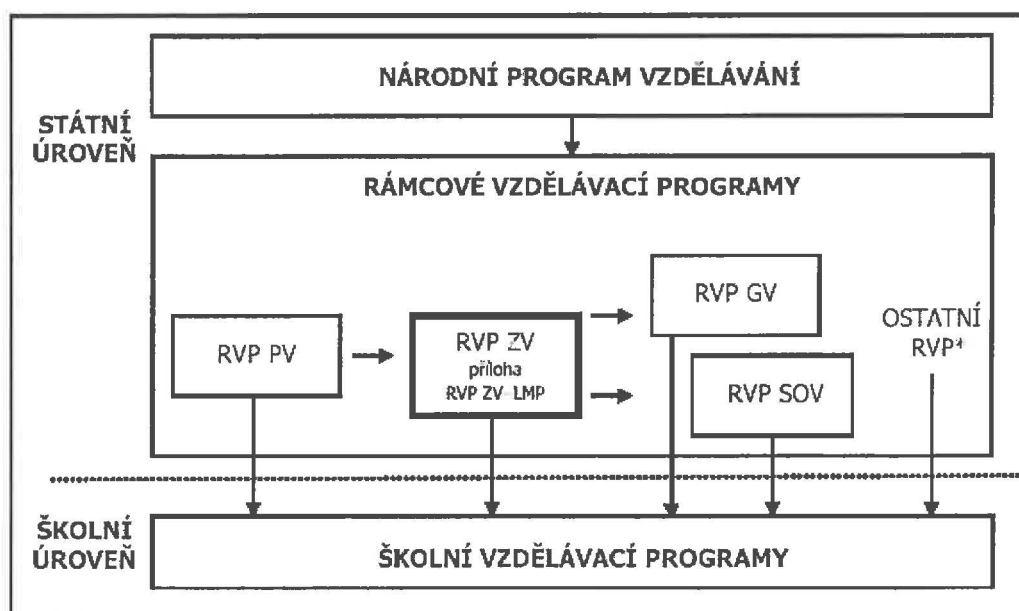 NÁRODNÍ PROGRAM VZDĚLÁVÁNÍ
STÁTNÍ
ÚROVEŇ
RÁMCOVÉ VZDĚLÁVACÍ PROGRAMY
RVP GV
RVP PV
RVP ZV
příloha
RVP ZV-LMP
OSTATNÍ
RVP*
RVP SOV
ŠKOLNÍ
ÚROVEŇ
ŠKOLNÍ VZDĚLÁVACÍ PROGRAMY